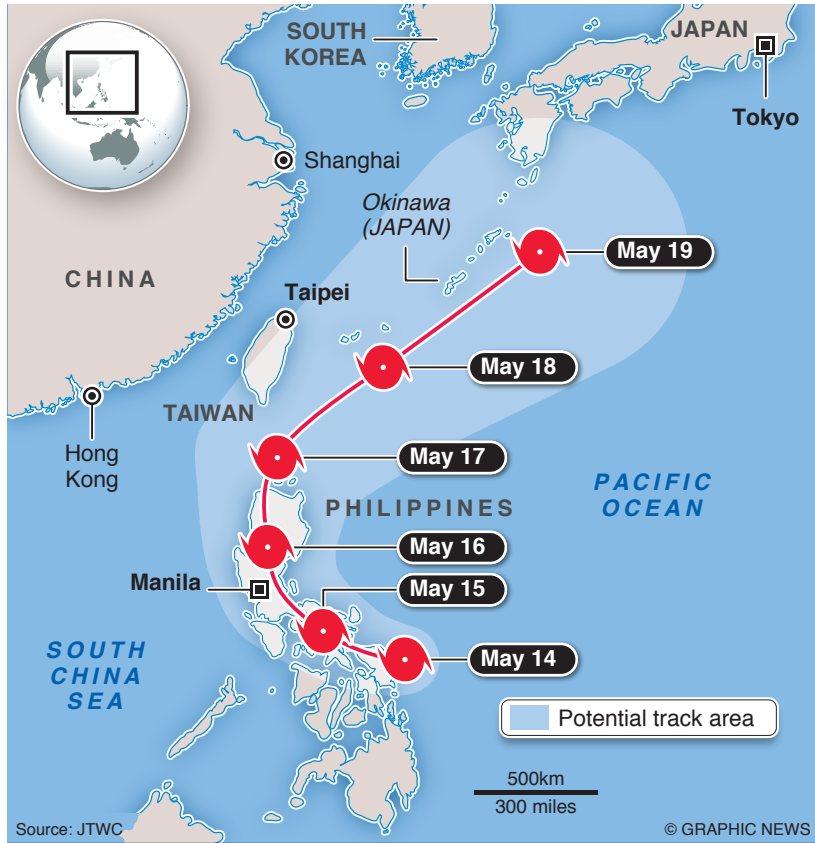 SOUTH
KOREA
JAPAN
Tokyo
Shanghai
Okinawa
(JAPAN)
May 19
CHINA
Taipei
May 18
TAIWAN
Hong
Kong
May 17
PACIFIC
OCEAN
PHILIPPINES
May 16
Manila
May 15
SOUTH
CHINA
SEA
May 14
Potential track area
500km
300 miles
Source: JTWC
© GRAPHIC NEWS